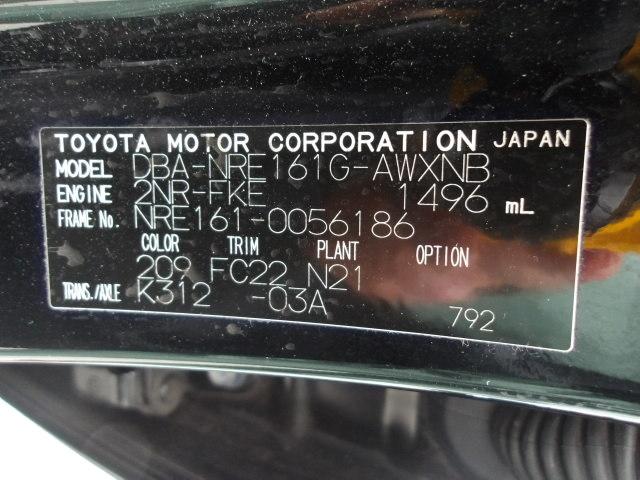 TOYOTA MOTOR CORPORATION JAPAN
MODEL DBA-NRE161G-AWXNB
ENGINE 2NR-FKE 1496 mL
FRAME No. NRE161-0056186
COLOR TRIM PLANT OPTION
209 FC22 N21
TRANS./AXLE K312 -03A
792